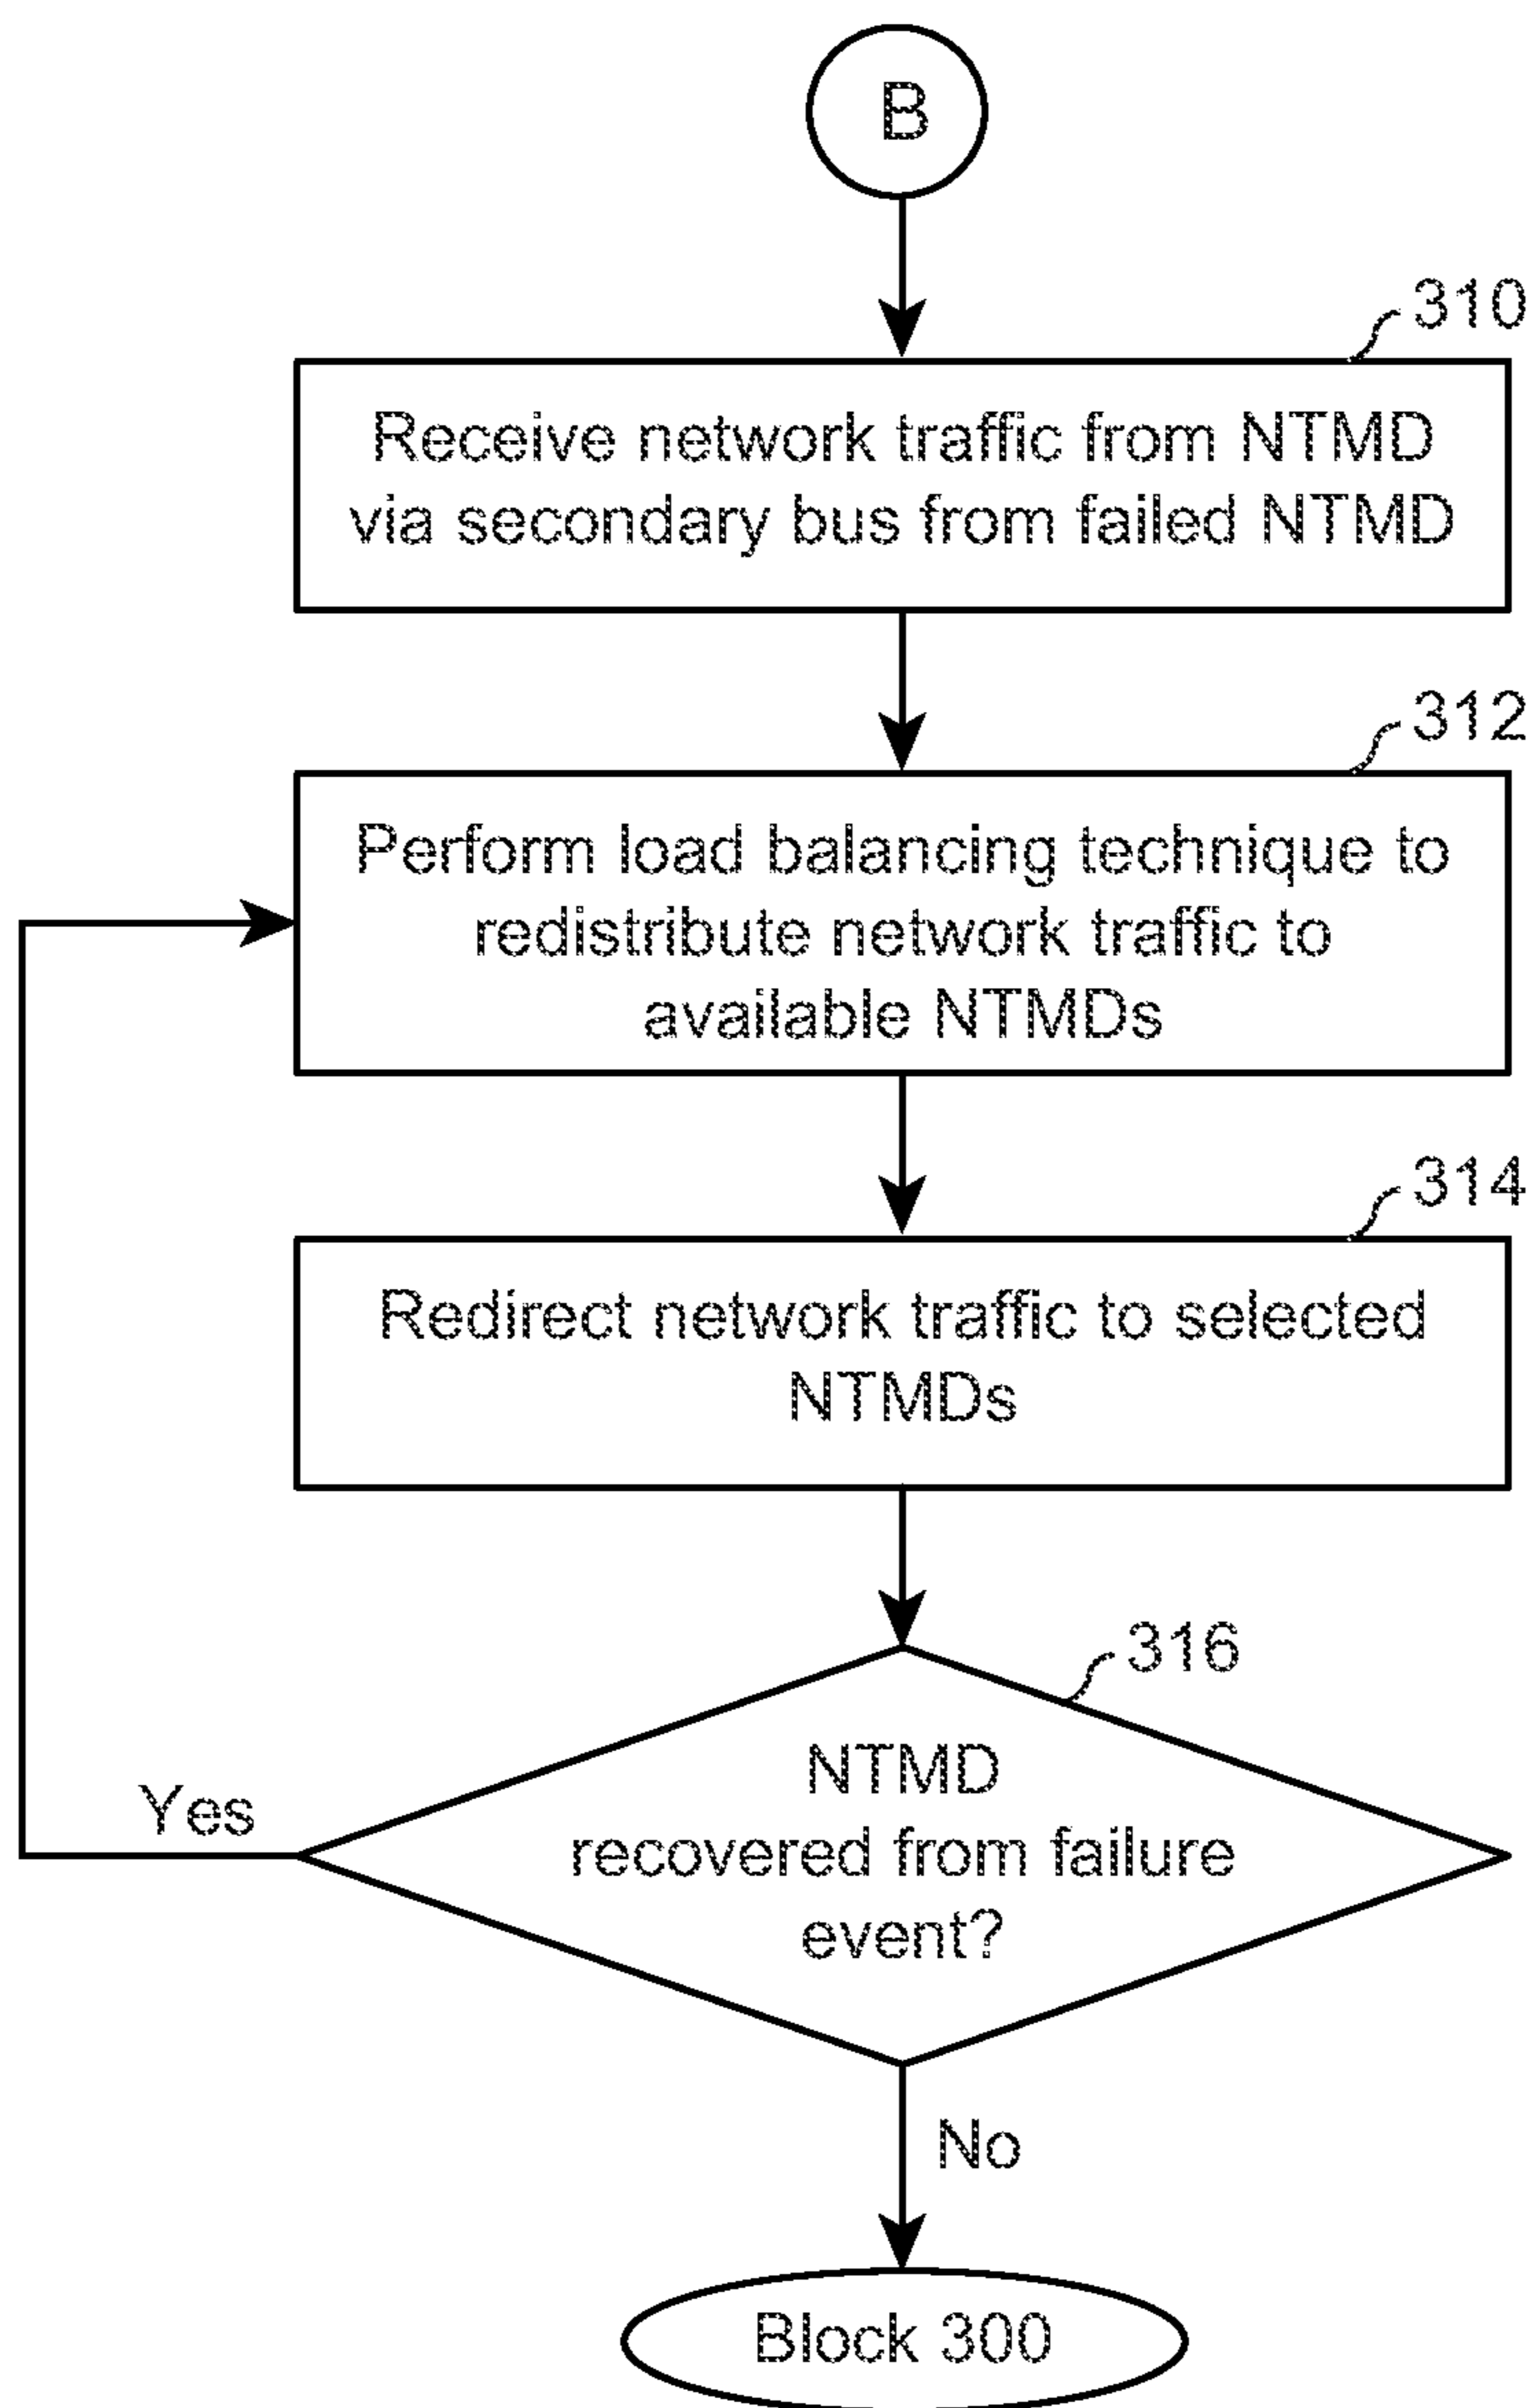 B
310
Receive network traffic from NTMD
via secondary bus from failed NTMD
312
Perform load balancing technique to
redistribute network traffic to
available NTMDs
314
Redirect network traffic to selected
NTMDs
316
NTMD
recovered from failure
event?
Yes
No
Block 300